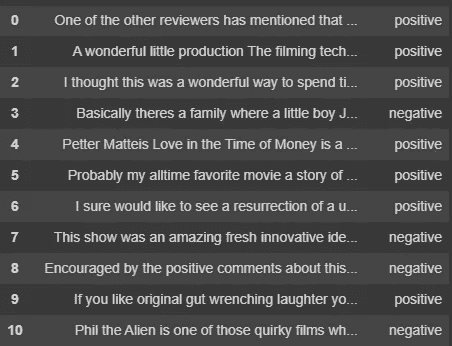 0 One of the other reviewers has mentioned that ... positive
1 A wonderful little production The filming tech... positive
2 I thought this was a wonderful way to spend ti... positive
3 Basically theres a family where a little boy J... negative
4 Petter Matteis Love in the Time of Money is a ... positive
5 Probably my alltime favorite movie a story of ... positive
6 I sure would like to see a resurrection of a u... positive
7 This show was an amazing fresh innovative ide... negative
8 Encouraged by the positive comments about this... negative
9 If you like original gut wrenching laughter yo... positive
10 Phil the Alien is one of those quirky films wh... negative